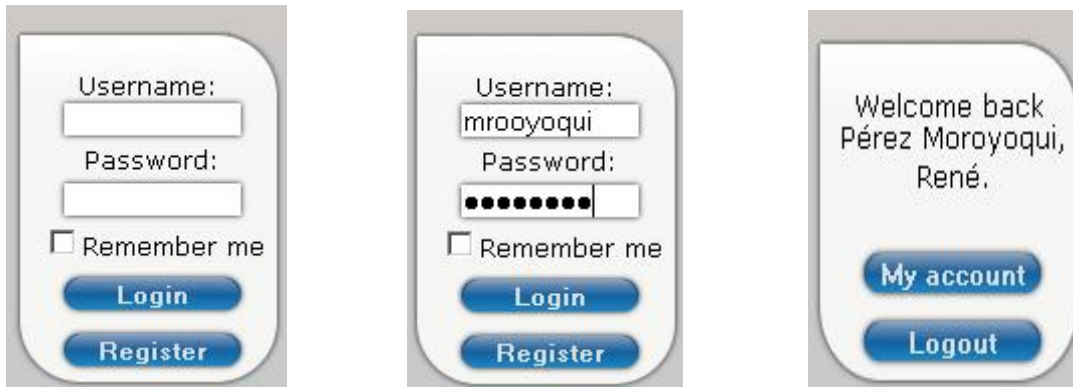 Username:
Password:
Remember me
Login
Register
Username:
mrooyoqui
Password:
●●●●●●●●
Remember me
Login
Register
Welcome back
Pérez Moroyoqui,
René.
My account
Logout